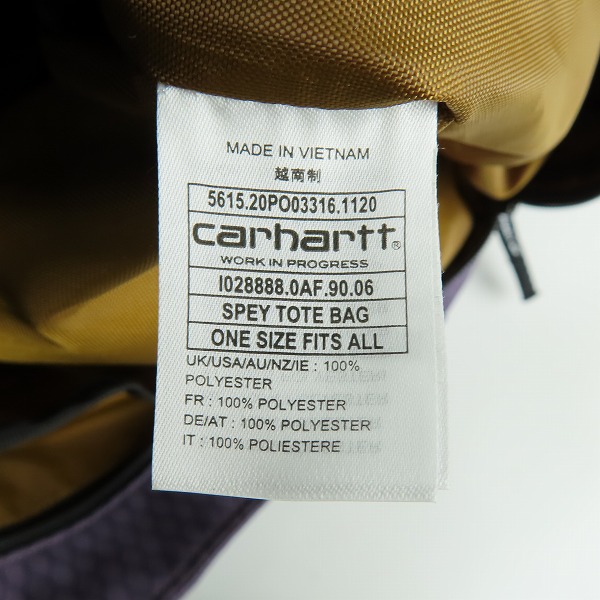 MADE IN VIETNAM
越南制
5615.20PO03316.1120
carhartt®
WORK IN PROGRESS
I028888.0AF.90.06
SPEY TOTE BAG
ONE SIZE FITS ALL
UK/USA/AU/NZ/IE : 100%
POLYESTER
FR : 100% POLYESTER
DE/AT : 100% POLYESTER
IT : 100% POLIESTERE